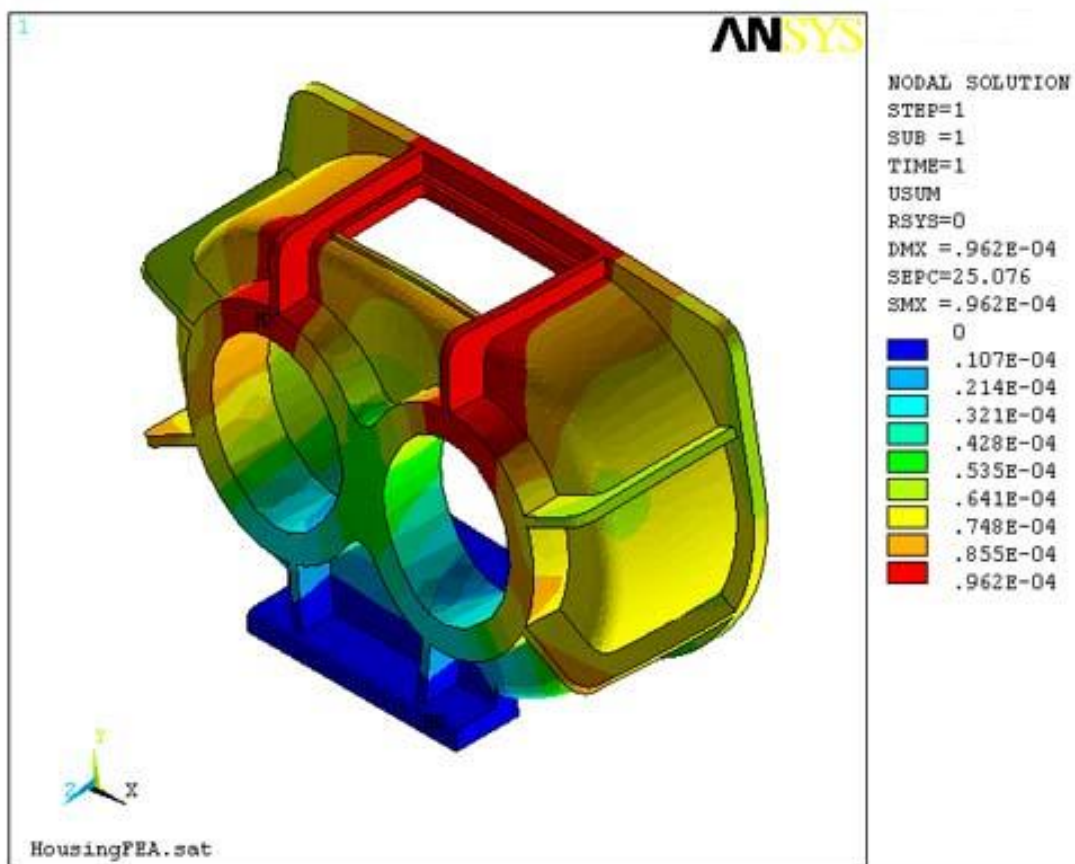 1
ANSYS
NODAL SOLUTION
STEP=1
SUB =1
TIME=1
USUM
RSYS=0
DMX =.962E-04
SEPC=25.076
SMX =.962E-04
0
.107E-04
.214E-04
.321E-04
.428E-04
.535E-04
.641E-04
.748E-04
.855E-04
.962E-04
MX
Y
Z
X
HousingFEA.sat